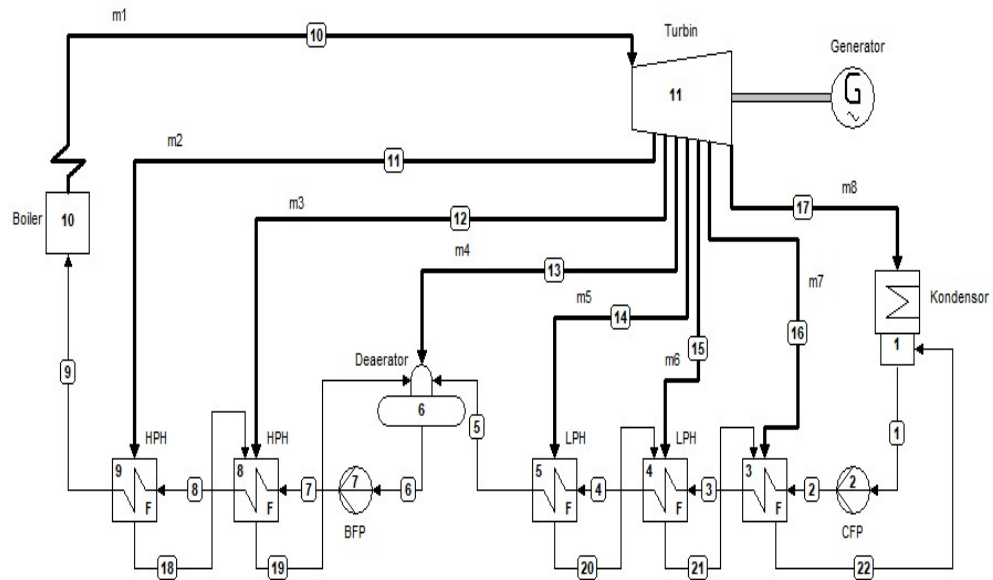 m1
10
Turbin
Generator
11
G
~
m2
11
m3
12
m8
17
Boiler
10
m4
13
m7
m5
14
Kondensor
16
15
1
Deaerator
m6
9
6
5
1
HPH
HPH
LPH
LPH
9
8
8
7
7
6
5
4
4
3
3
2
2
F
F
F
F
F
BFP
CFP
18
19
20
21
22